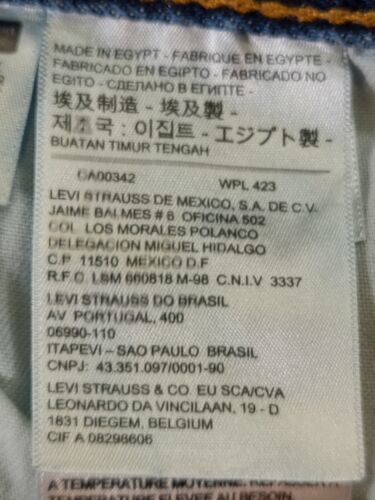 MADE IN EGYPT - FABRIQUE EN EGYPTE -
FABRICADO EN EGIPTO - FABRICADO NO
EGITO - СДЕЛАНО В ЕГИПТЕ -
埃及制造 - 埃及製 -
제조국 : 이집트 - エジプト製 -
BUATAN TIMUR TENGAH
CA00342 WPL 423
LEVI STRAUSS DE MEXICO, S.A. DE C.V.
JAIME BALMES # 8 OFICINA 502
COL. LOS MORALES POLANCO
DELEGACION MIGUEL HIDALGO
C.P. 11510 MEXICO D.F.
R.F.C. LSM 660818 M-98 C.N.I.V 3337
LEVI STRAUSS DO BRASIL
AV. PORTUGAL, 400
06990-110
ITAPEVI – SAO PAULO BRASIL
CNPJ: 43.351.097/0001-90
LEVI STRAUSS & CO. EU SCA/CVA
LEONARDO DA VINCILAAN, 19 - D
1831 DIEGEM, BELGIUM
CIF A 08298606
A TEMPERATURE MOYENNE. REPASSER A
TEMPERATURE ELEVEE AU BESOIN